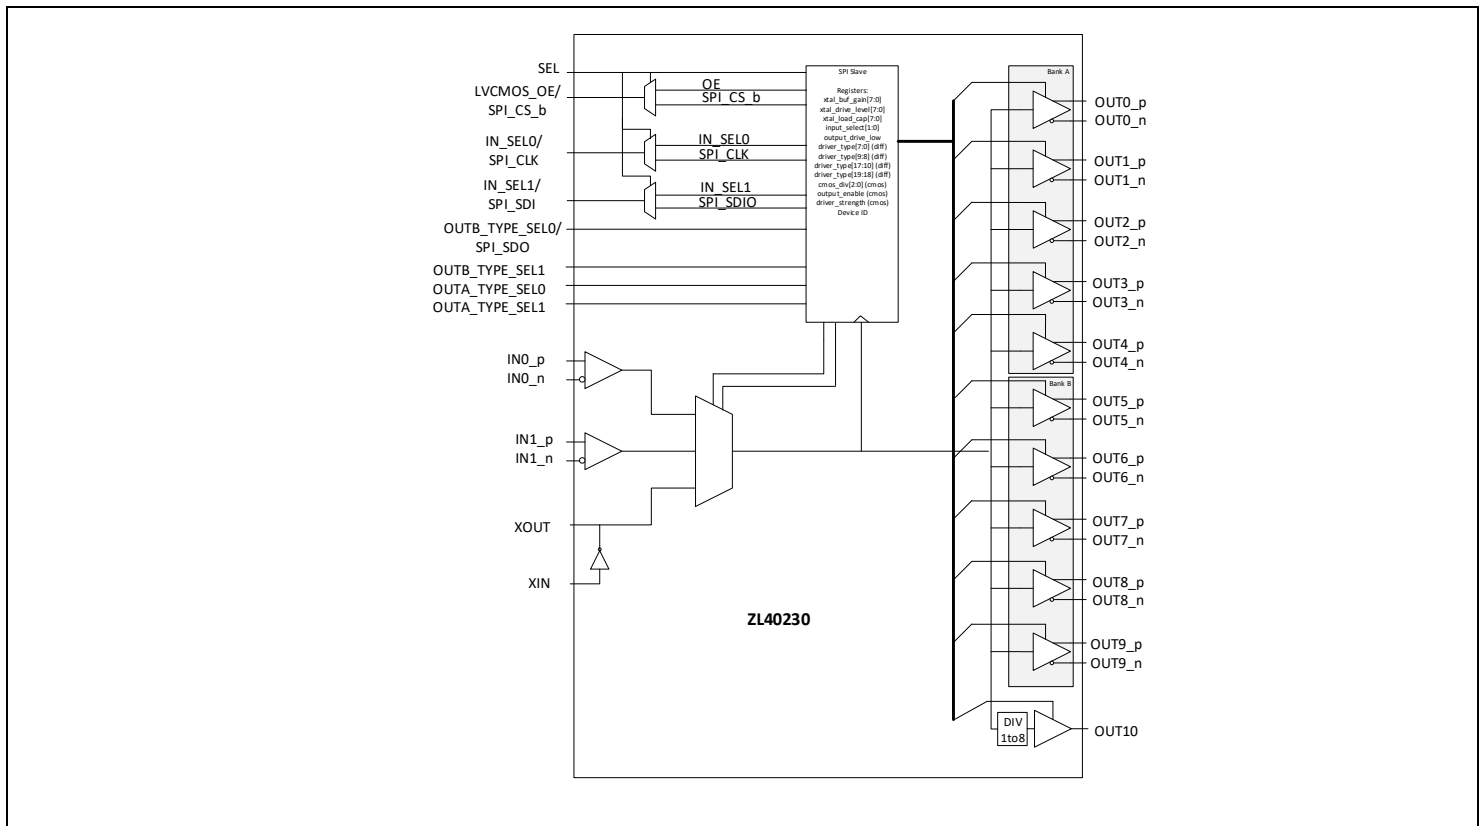 SEL
LVCMOS_OE/
SPI_CS_b
IN_SEL0/
SPI_CLK
IN_SEL1/
SPI_SDI
OUTB_TYPE_SEL0/
SPI_SDO
OUTB_TYPE_SEL1
OUTA_TYPE_SEL0
OUTA_TYPE_SEL1
IN0_p
IN0_n
IN1_p
IN1_n
XOUT
XIN
OE
SPI_CS_b
IN_SEL0
SPI_CLK
IN_SEL1
SPI_SDIO
SPI Slave
Registers:
xtal_buf_gain[7:0]
xtal_drive_level[7:0]
xtal_load_cap[7:0]
input_select[1:0]
output_drive_low
driver_type[7:0] (diff)
driver_type[9:8] (diff)
driver_type[17:10] (diff)
driver_type[19:18] (diff)
cmos_div[2:0] (cmos)
output_enable (cmos)
driver_strength (cmos)
Device ID
ZL40230
Bank A
OUT0_p
OUT0_n
OUT1_p
OUT1_n
OUT2_p
OUT2_n
OUT3_p
OUT3_n
OUT4_p
OUT4_n
Bank B
OUT5_p
OUT5_n
OUT6_p
OUT6_n
OUT7_p
OUT7_n
OUT8_p
OUT8_n
OUT9_p
OUT9_n
DIV
1to8
OUT10